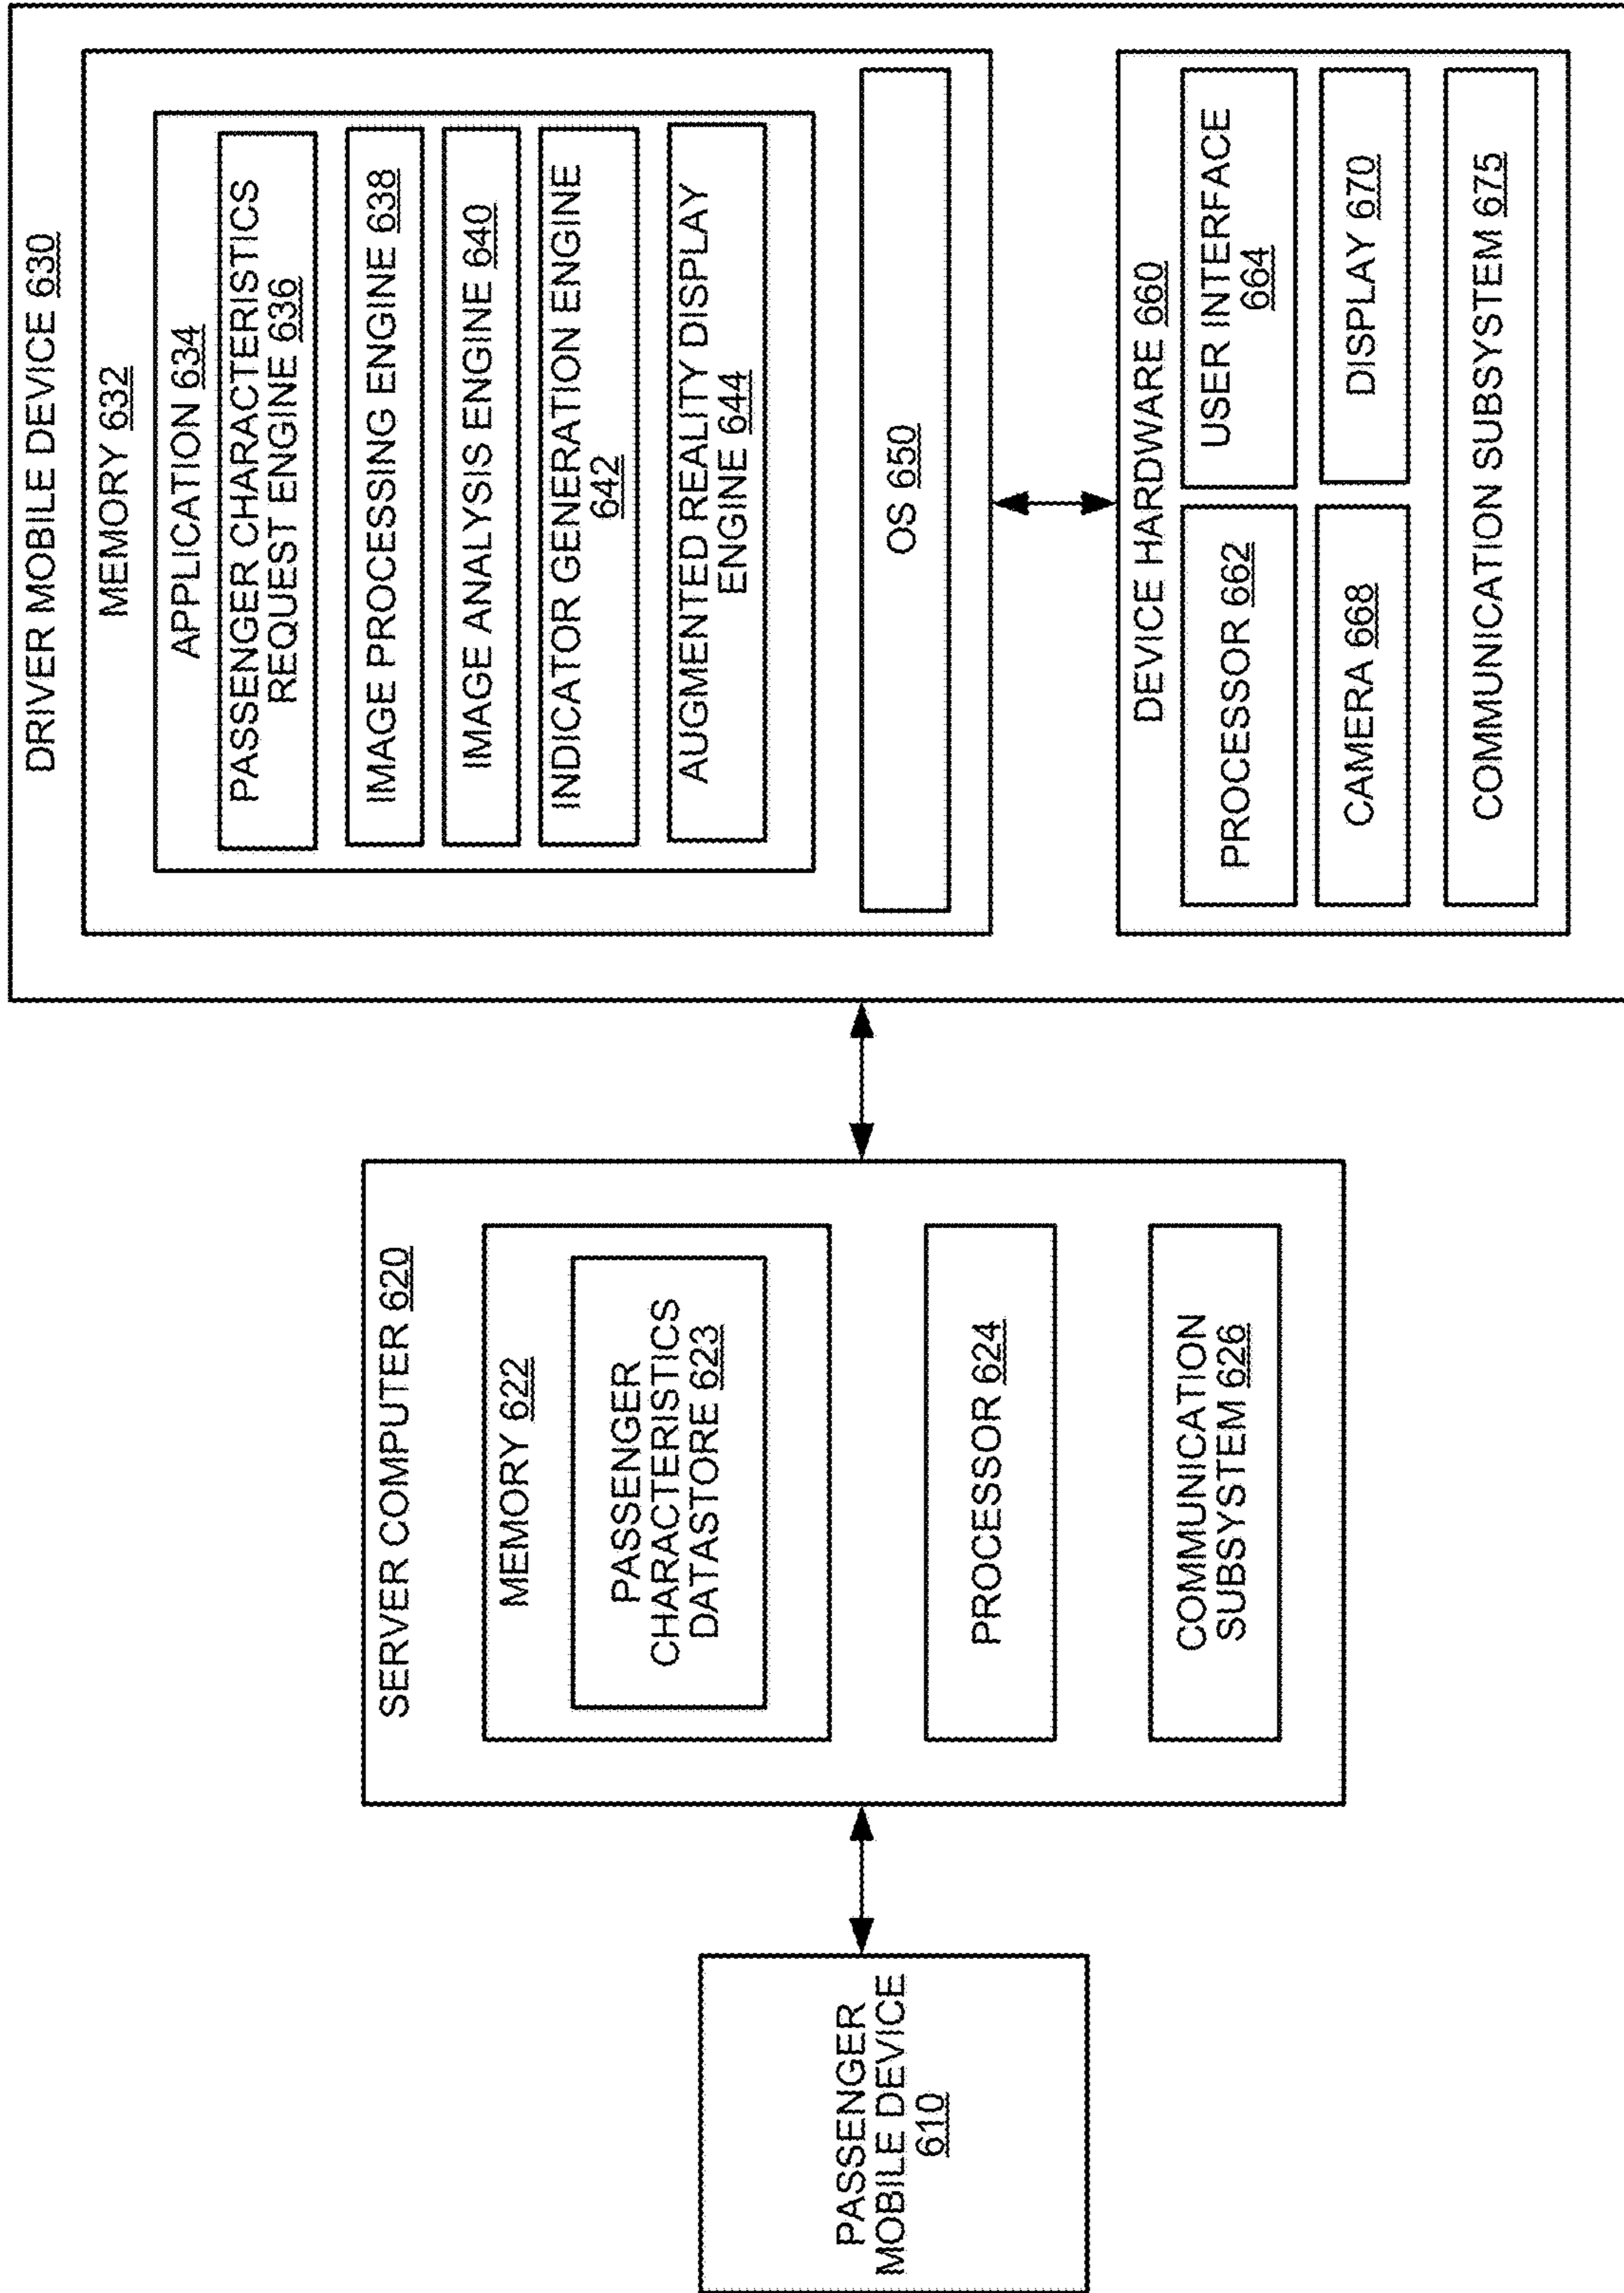 PASSENGER
MOBILE DEVICE
610
SERVER COMPUTER 620
MEMORY 622
PASSENGER
CHARACTERISTICS
DATASTORE 623
PROCESSOR 624
COMMUNICATION
SUBSYSTEM 626
DRIVER MOBILE DEVICE 630
MEMORY 632
APPLICATION 634
PASSENGER CHARACTERISTICS
REQUEST ENGINE 636
IMAGE PROCESSING ENGINE 638
IMAGE ANALYSIS ENGINE 640
INDICATOR GENERATION ENGINE
642
AUGMENTED REALITY DISPLAY
ENGINE 644
OS 650
DEVICE HARDWARE 660
PROCESSOR 662
USER INTERFACE
664
CAMERA 668
DISPLAY 670
COMMUNICATION SUBSYSTEM 675